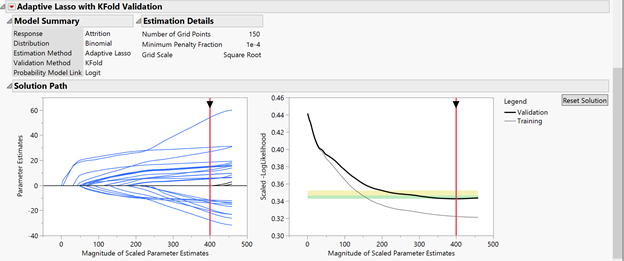 Adaptive Lasso with KFold Validation
Model Summary
Response Attrition
Distribution Binomial
Estimation Method Adaptive Lasso
Validation Method KFold
Probability Model Link Logit
Estimation Details
Number of Grid Points 150
Minimum Penalty Fraction 1e-4
Grid Scale Square Root
Solution Path
Parameter Estimates
60
40
20
0
-20
-40
0 100 200 300 400 500
Magnitude of Scaled Parameter Estimates
Scaled -LogLikelihood
0.46
0.44
0.42
0.40
0.38
0.36
0.34
0.32
0.30
0 100 200 300 400 500
Magnitude of Scaled Parameter Estimates
Legend
Validation
Training
Reset Solution